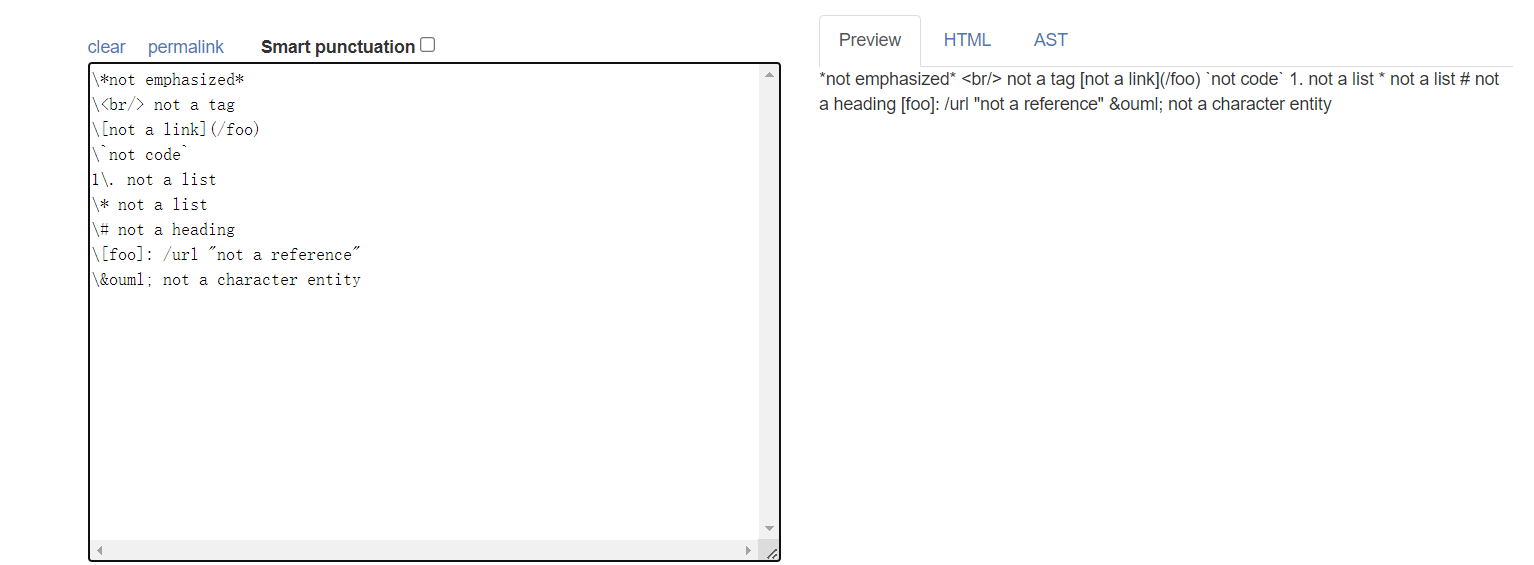 clear permalink Smart punctuation
\*not emphasized*
\<br/> not a tag
\[not a link](/foo)
\`not code`
1\. not a list
\* not a list
\# not a heading
\[foo]: /url "not a reference"
\&ouml; not a character entity
Preview HTML AST
*not emphasized* <br/> not a tag [not a link](/foo) `not code` 1. not a list * not a list # not
a heading [foo]: /url "not a reference" &ouml; not a character entity